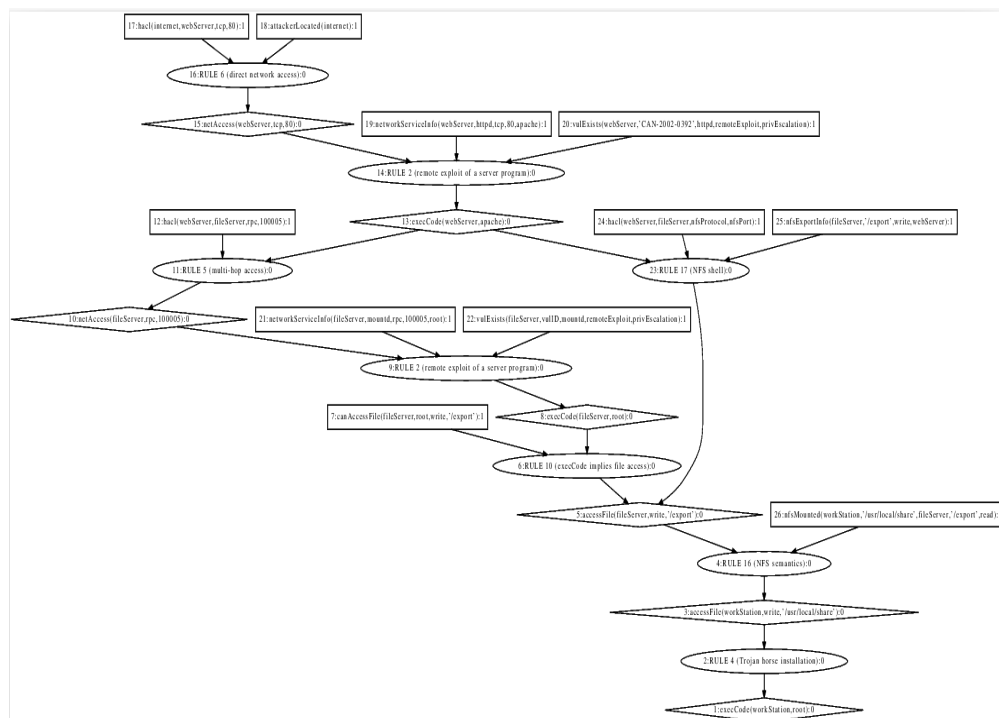 17:hacl(internet,webServer,tcp,80):1
18:attackerLocated(internet):1
16:RULE 6 (direct network access):0
15:netAccess(webServer,tcp,80):0
19:networkServiceInfo(webServer,httpd,tcp,80,apache):1
20:vulExists(webServer,'CAN-2002-0392',httpd,remoteExploit,privEscalation):1
14:RULE 2 (remote exploit of a server program):0
12:hacl(webServer,fileServer,rpc,100005):1
13:execCode(webServer,apache):0
24:hacl(webServer,fileServer,nfsProtocol,nfsPort):1
25:nfsExportInfo(fileServer,'/export',write,webServer):1
11:RULE 5 (multi-hop access):0
23:RULE 17 (NFS shell):0
10:netAccess(fileServer,rpc,100005):0
21:networkServiceInfo(fileServer,mountd,rpc,100005,root):1
22:vulExists(fileServer,vulID,mountd,remoteExploit,privEscalation):1
9:RULE 2 (remote exploit of a server program):0
7:canAccessFile(fileServer,root,write,'/export'):1
8:execCode(fileServer,root):0
6:RULE 10 (execCode implies file access):0
5:accessFile(fileServer,write,'/export'):0
26:nfsMounted(workStation,'/usr/local/share',fileServer,'/export',read):
4:RULE 16 (NFS semantics):0
3:accessFile(workStation,write,'/usr/local/share'):0
2:RULE 4 (Trojan horse installation):0
1:execCode(workStation,root):0